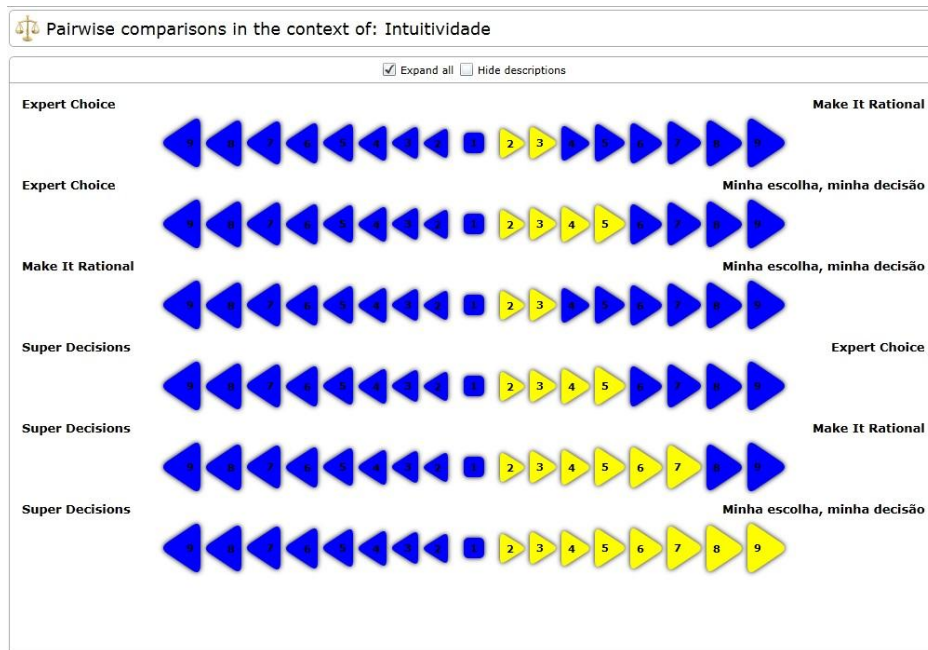 Pairwise comparisons in the context of: Intuitividade
Expand all Hide descriptions
Expert Choice Make It Rational
9 8 7 6 5 4 3 2 1 2 3 4 5 6 7 8 9
Expert Choice Minha escolha, minha decisão
9 8 7 6 5 4 3 2 1 2 3 4 5 6 7 8 9
Make It Rational Minha escolha, minha decisão
9 8 7 6 5 4 3 2 1 2 3 4 5 6 7 8 9
Super Decisions Expert Choice
9 8 7 6 5 4 3 2 1 2 3 4 5 6 7 8 9
Super Decisions Make It Rational
9 8 7 6 5 4 3 2 1 2 3 4 5 6 7 8 9
Super Decisions Minha escolha, minha decisão
9 8 7 6 5 4 3 2 1 2 3 4 5 6 7 8 9